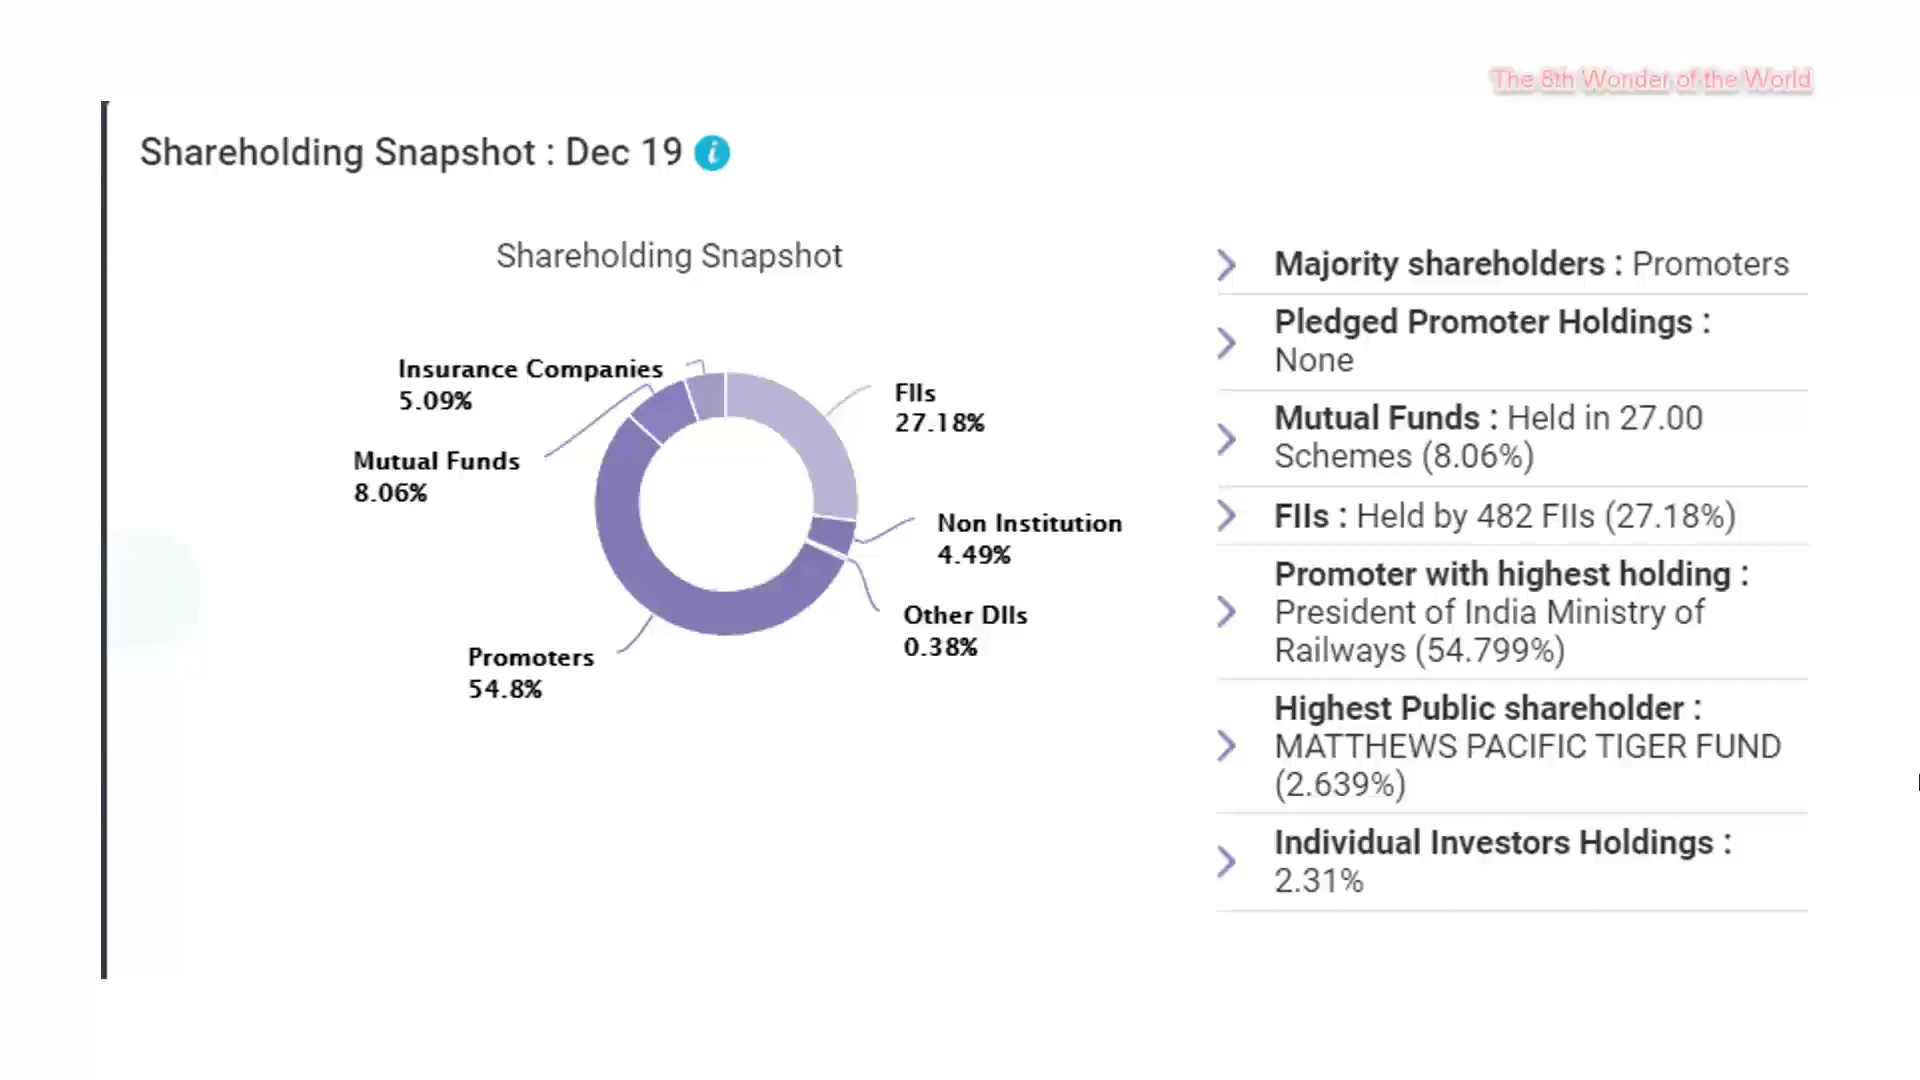 The 8th Wonder of the World
Shareholding Snapshot : Dec 19 i
Shareholding Snapshot
Insurance Companies
5.09%
FIIs
27.18%
Mutual Funds
8.06%
Non Institution
4.49%
Other DIIs
0.38%
Promoters
54.8%
Majority shareholders : Promoters
Pledged Promoter Holdings :
None
Mutual Funds : Held in 27.00
Schemes (8.06%)
FIIs : Held by 482 FIIs (27.18%)
Promoter with highest holding :
President of India Ministry of
Railways (54.799%)
Highest Public shareholder :
MATTHEWS PACIFIC TIGER FUND
(2.639%)
Individual Investors Holdings :
2.31%